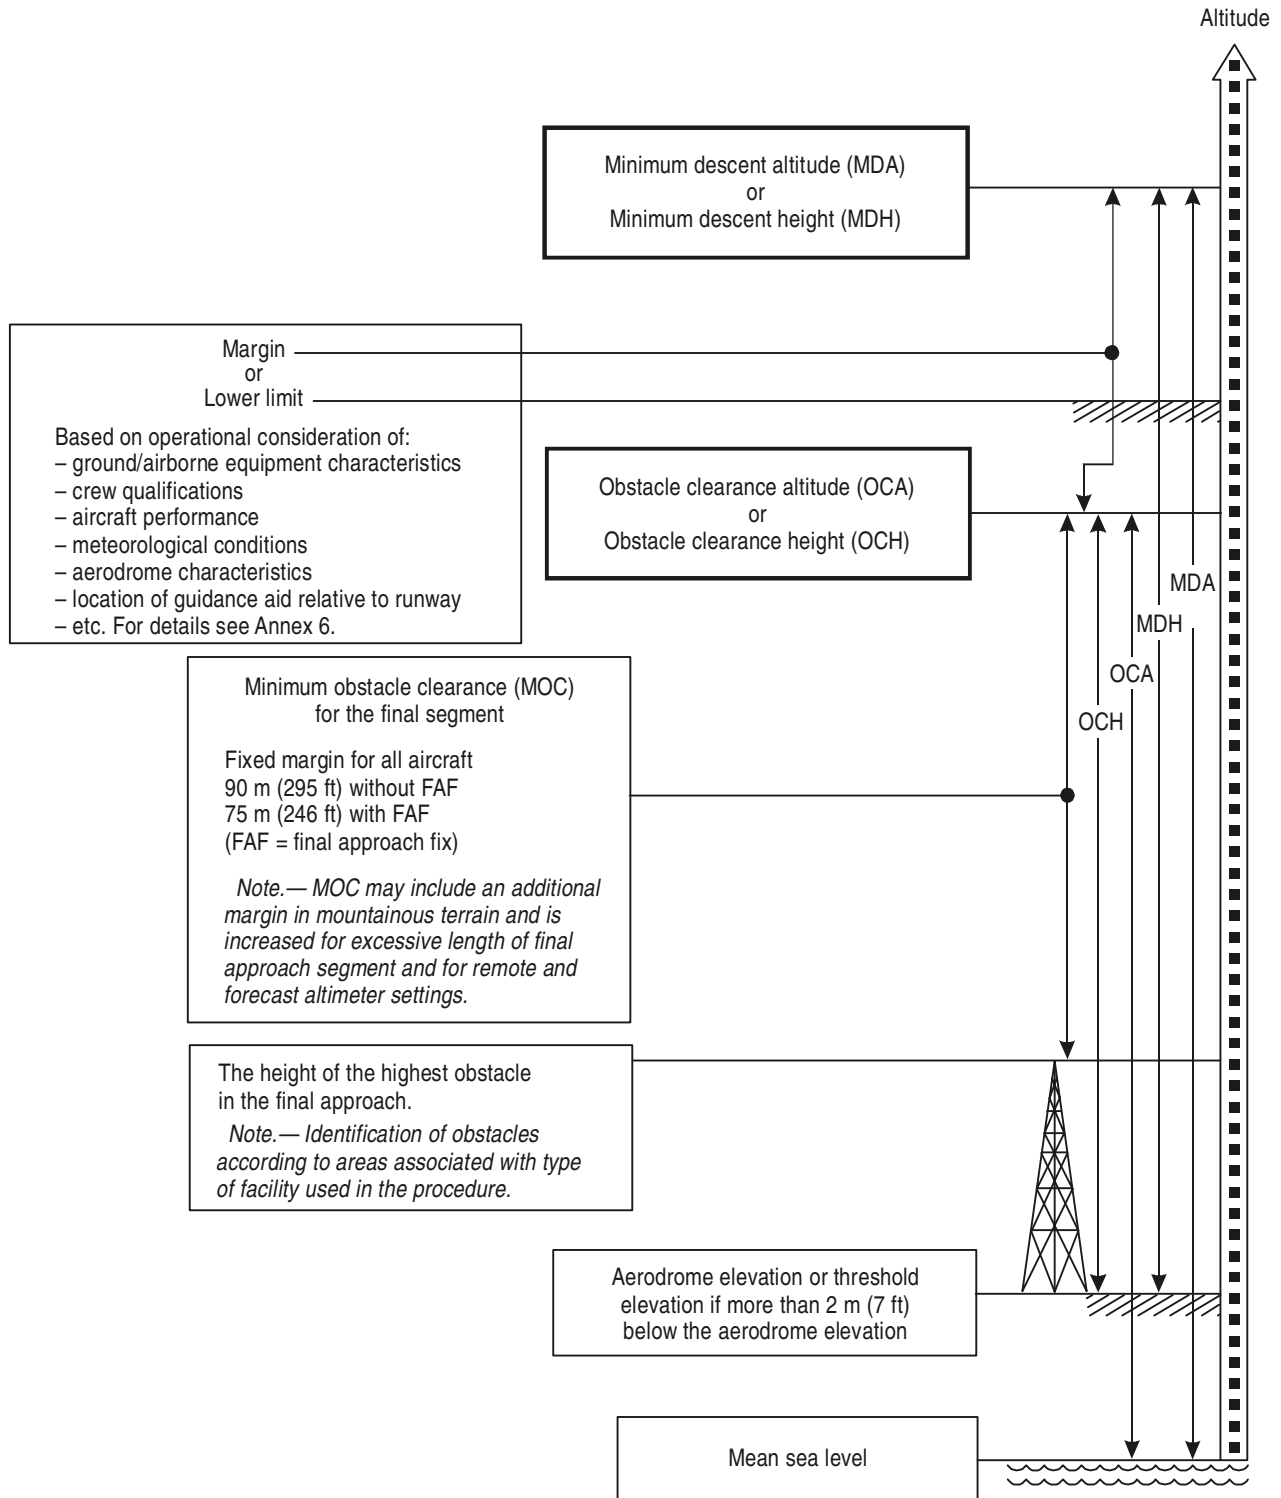 Altitude
Minimum descent altitude (MDA)
or
Minimum descent height (MDH)
Margin
or
Lower limit
Based on operational consideration of:
– ground/airborne equipment characteristics
– crew qualifications
– aircraft performance
– meteorological conditions
– aerodrome characteristics
– location of guidance aid relative to runway
– etc. For details see Annex 6.
Obstacle clearance altitude (OCA)
or
Obstacle clearance height (OCH)
MDA
MDH
OCA
OCH
Minimum obstacle clearance (MOC)
for the final segment
Fixed margin for all aircraft
90 m (295 ft) without FAF
75 m (246 ft) with FAF
(FAF = final approach fix)
Note.— MOC may include an additional
margin in mountainous terrain and is
increased for excessive length of final
approach segment and for remote and
forecast altimeter settings.
The height of the highest obstacle
in the final approach.
Note.— Identification of obstacles
according to areas associated with type
of facility used in the procedure.
Aerodrome elevation or threshold
elevation if more than 2 m (7 ft)
below the aerodrome elevation
Mean sea level